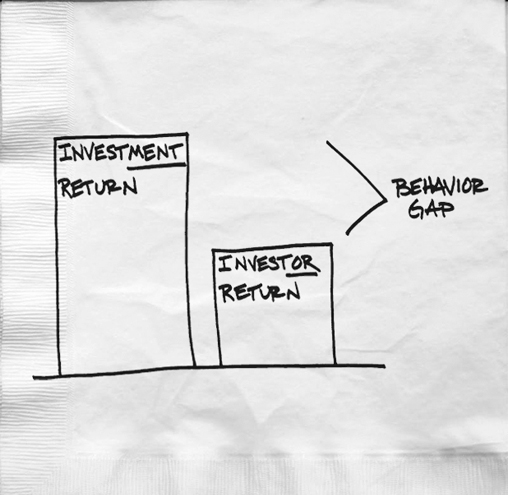 INVESTMENT
RETURN
INVESTOR
RETURN
BEHAVIOR
GAP